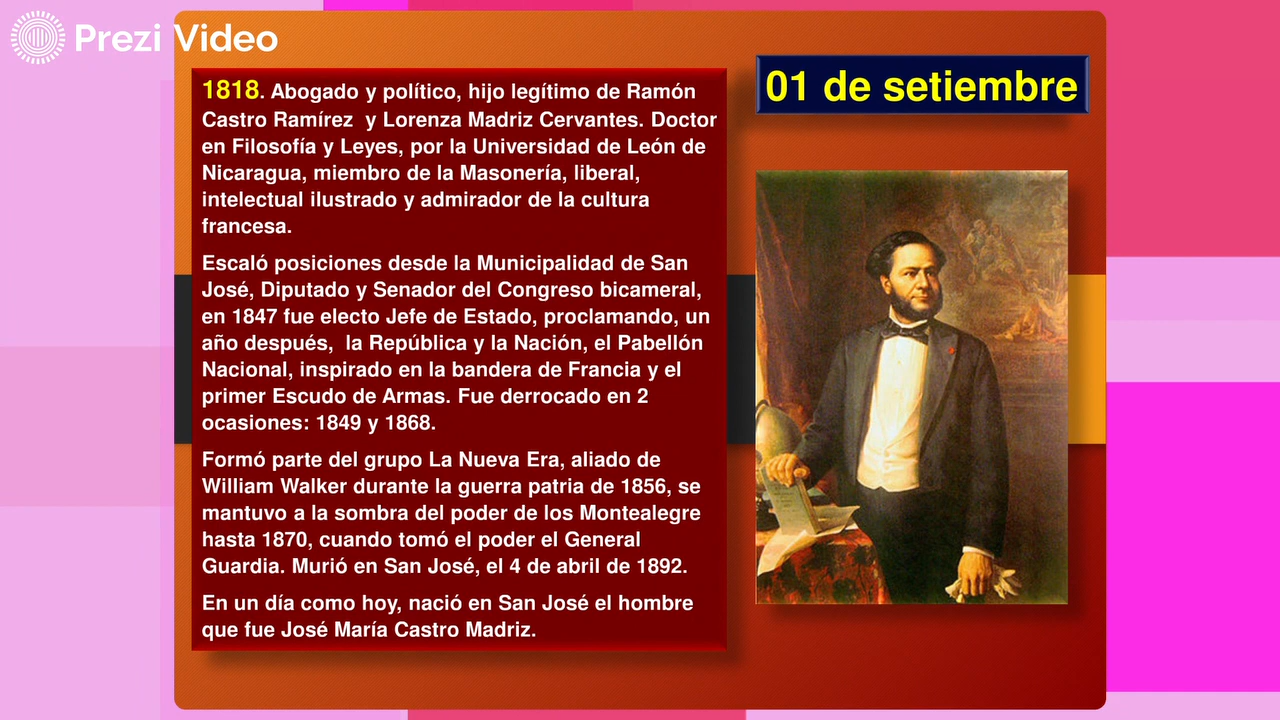 Prezi Video
01 de setiembre
1818. Abogado y político, hijo legítimo de Ramón
Castro Ramírez y Lorenza Madriz Cervantes. Doctor
en Filosofía y Leyes, por la Universidad de León de
Nicaragua, miembro de la Masonería, liberal,
intelectual ilustrado y admirador de la cultura
francesa.
Escaló posiciones desde la Municipalidad de San
José, Diputado y Senador del Congreso bicameral,
en 1847 fue electo Jefe de Estado, proclamando, un
año después, la República y la Nación, el Pabellón
Nacional, inspirado en la bandera de Francia y el
primer Escudo de Armas. Fue derrocado en 2
ocasiones: 1849 y 1868.
Formó parte del grupo La Nueva Era, aliado de
William Walker durante la guerra patria de 1856, se
mantuvo a la sombra del poder de los Montealegre
hasta 1870, cuando tomó el poder el General
Guardia. Murió en San José, el 4 de abril de 1892.
En un día como hoy, nació en San José el hombre
que fue José María Castro Madriz.